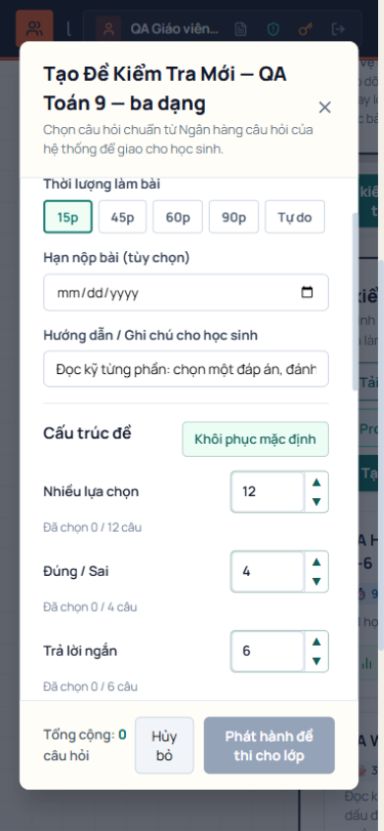 QA Giáo viên...
Tạo Đề Kiểm Tra Mới — QA
Toán 9 — ba dạng
Chọn câu hỏi chuẩn từ Ngân hàng câu hỏi của
hệ thống để giao cho học sinh.
Thời lượng làm bài
15p 45p 60p 90p Tự do
Hạn nộp bài (tùy chọn)
mm/dd/yyyy
Hướng dẫn / Ghi chú cho học sinh
Đọc kỹ từng phần: chọn một đáp án, đánh
Cấu trúc đề
Khôi phục mặc định
Nhiều lựa chọn
12
Đã chọn 0 / 12 câu
Đúng / Sai
4
Đã chọn 0 / 4 câu
Trả lời ngắn
6
Đã chọn 0 / 6 câu
Tổng cộng: 0
câu hỏi
Hủy
bỏ
Phát hành đề
thi cho lớp